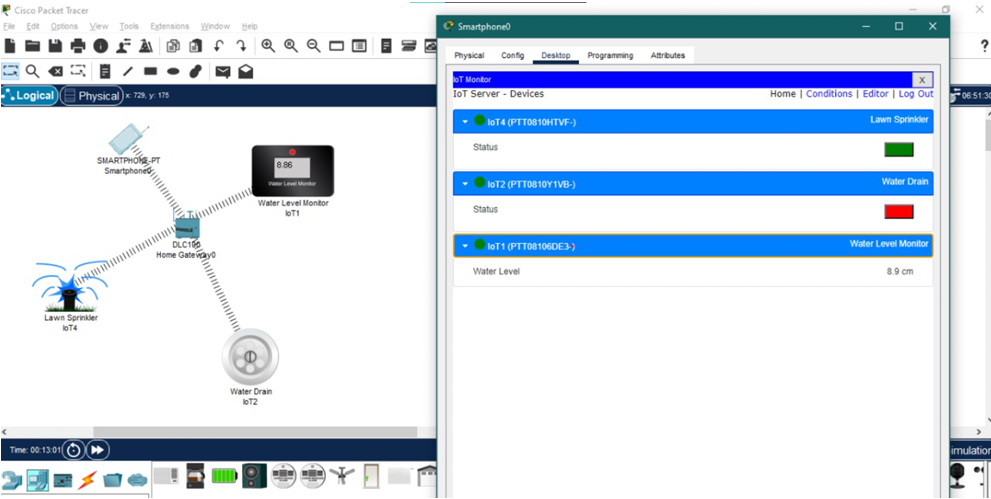 Cisco Packet Tracer
File Edit Options View Tools Extensions Window Help
Logical Physical x: 729, y: 175
06:51:30
SMARTPHONE-PT
Smartphone0
8.86
Water Level Monitor
Water Level Monitor
IoT1
DLC100
Home Gateway0
Lawn Sprinkler
IoT4
Water Drain
IoT2
Time: 00:13:01
Smartphone0
Physical Config Desktop Programming Attributes
IoT Monitor X
IoT Server - Devices Home | Conditions | Editor | Log Out
IoT4 (PTT0810HTVF-) Lawn Sprinkler
Status
IoT2 (PTT0810Y1VB-) Water Drain
Status
IoT1 (PTT08106DE3-) Water Level Monitor
Water Level 8.9 cm
imulation